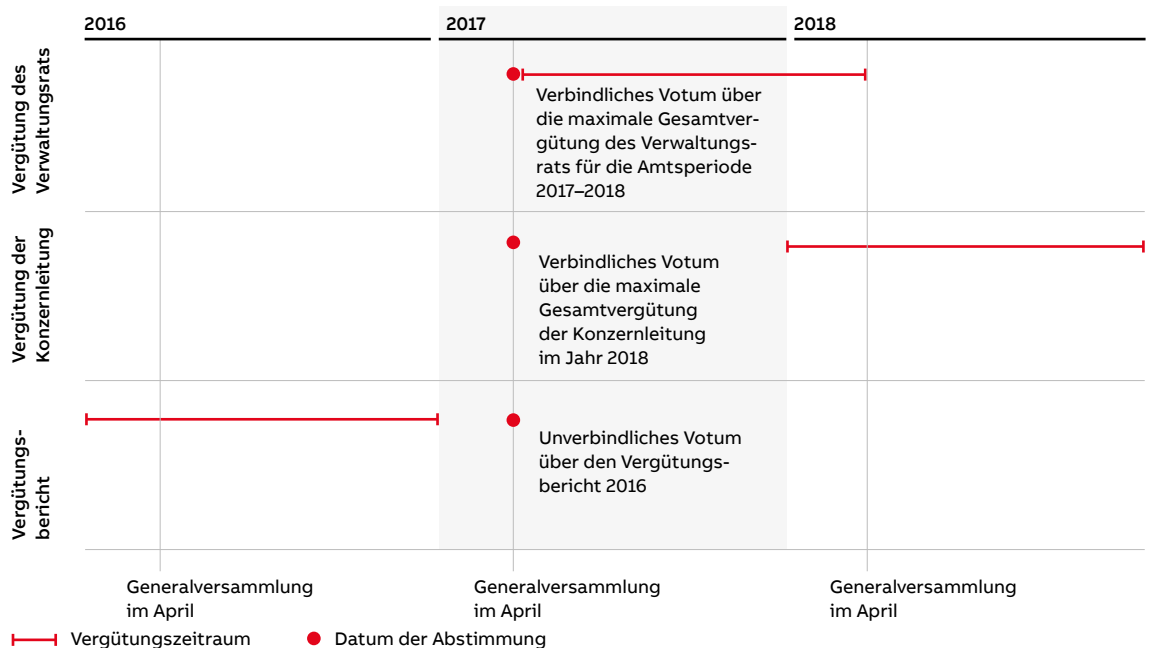 2016
2017
2018
Vergütung des
Verwaltungsrats
Verbindliches Votum über
die maximale Gesamtver-
gütung des Verwaltungs-
rats für die Amtsperiode
2017–2018
Vergütung der
Konzernleitung
Verbindliches Votum
über die maximale
Gesamtvergütung
der Konzernleitung
im Jahr 2018
Vergütungs-
bericht
Unverbindliches Votum
über den Vergütungs-
bericht 2016
Generalversammlung
im April
Generalversammlung
im April
Generalversammlung
im April
Vergütungszeitraum
Datum der Abstimmung